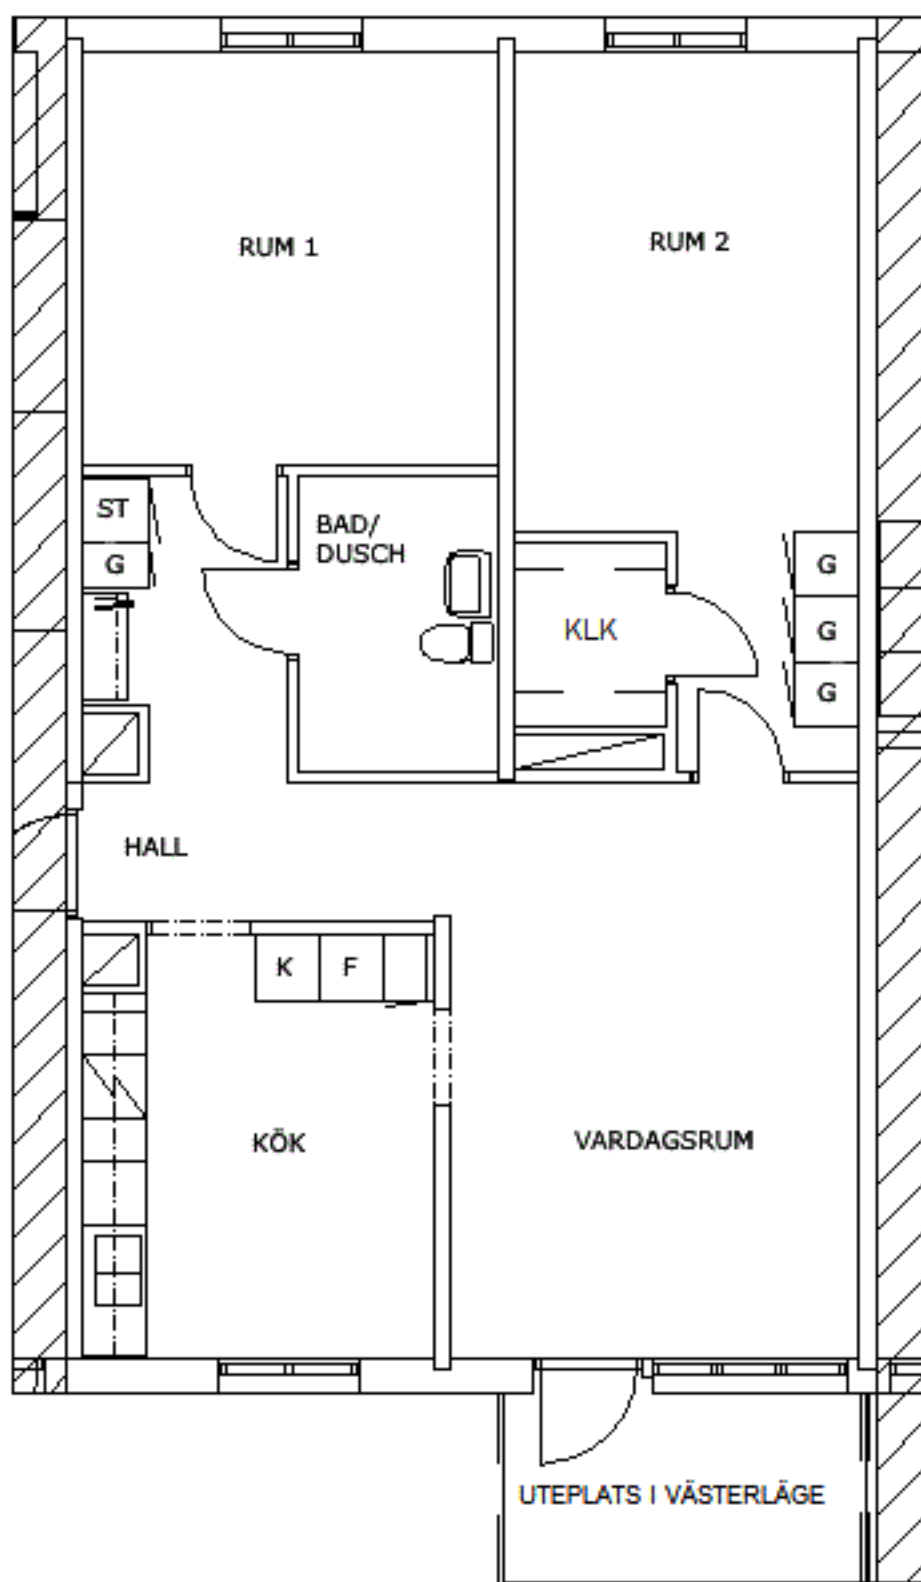 RUM 1
RUM 2
ST
G
BAD/
DUSCH
KLK
G
G
G
HALL
K
F
KÖK
VARDAGSRUM
UTEPLATS I VÄSTERLÄGE